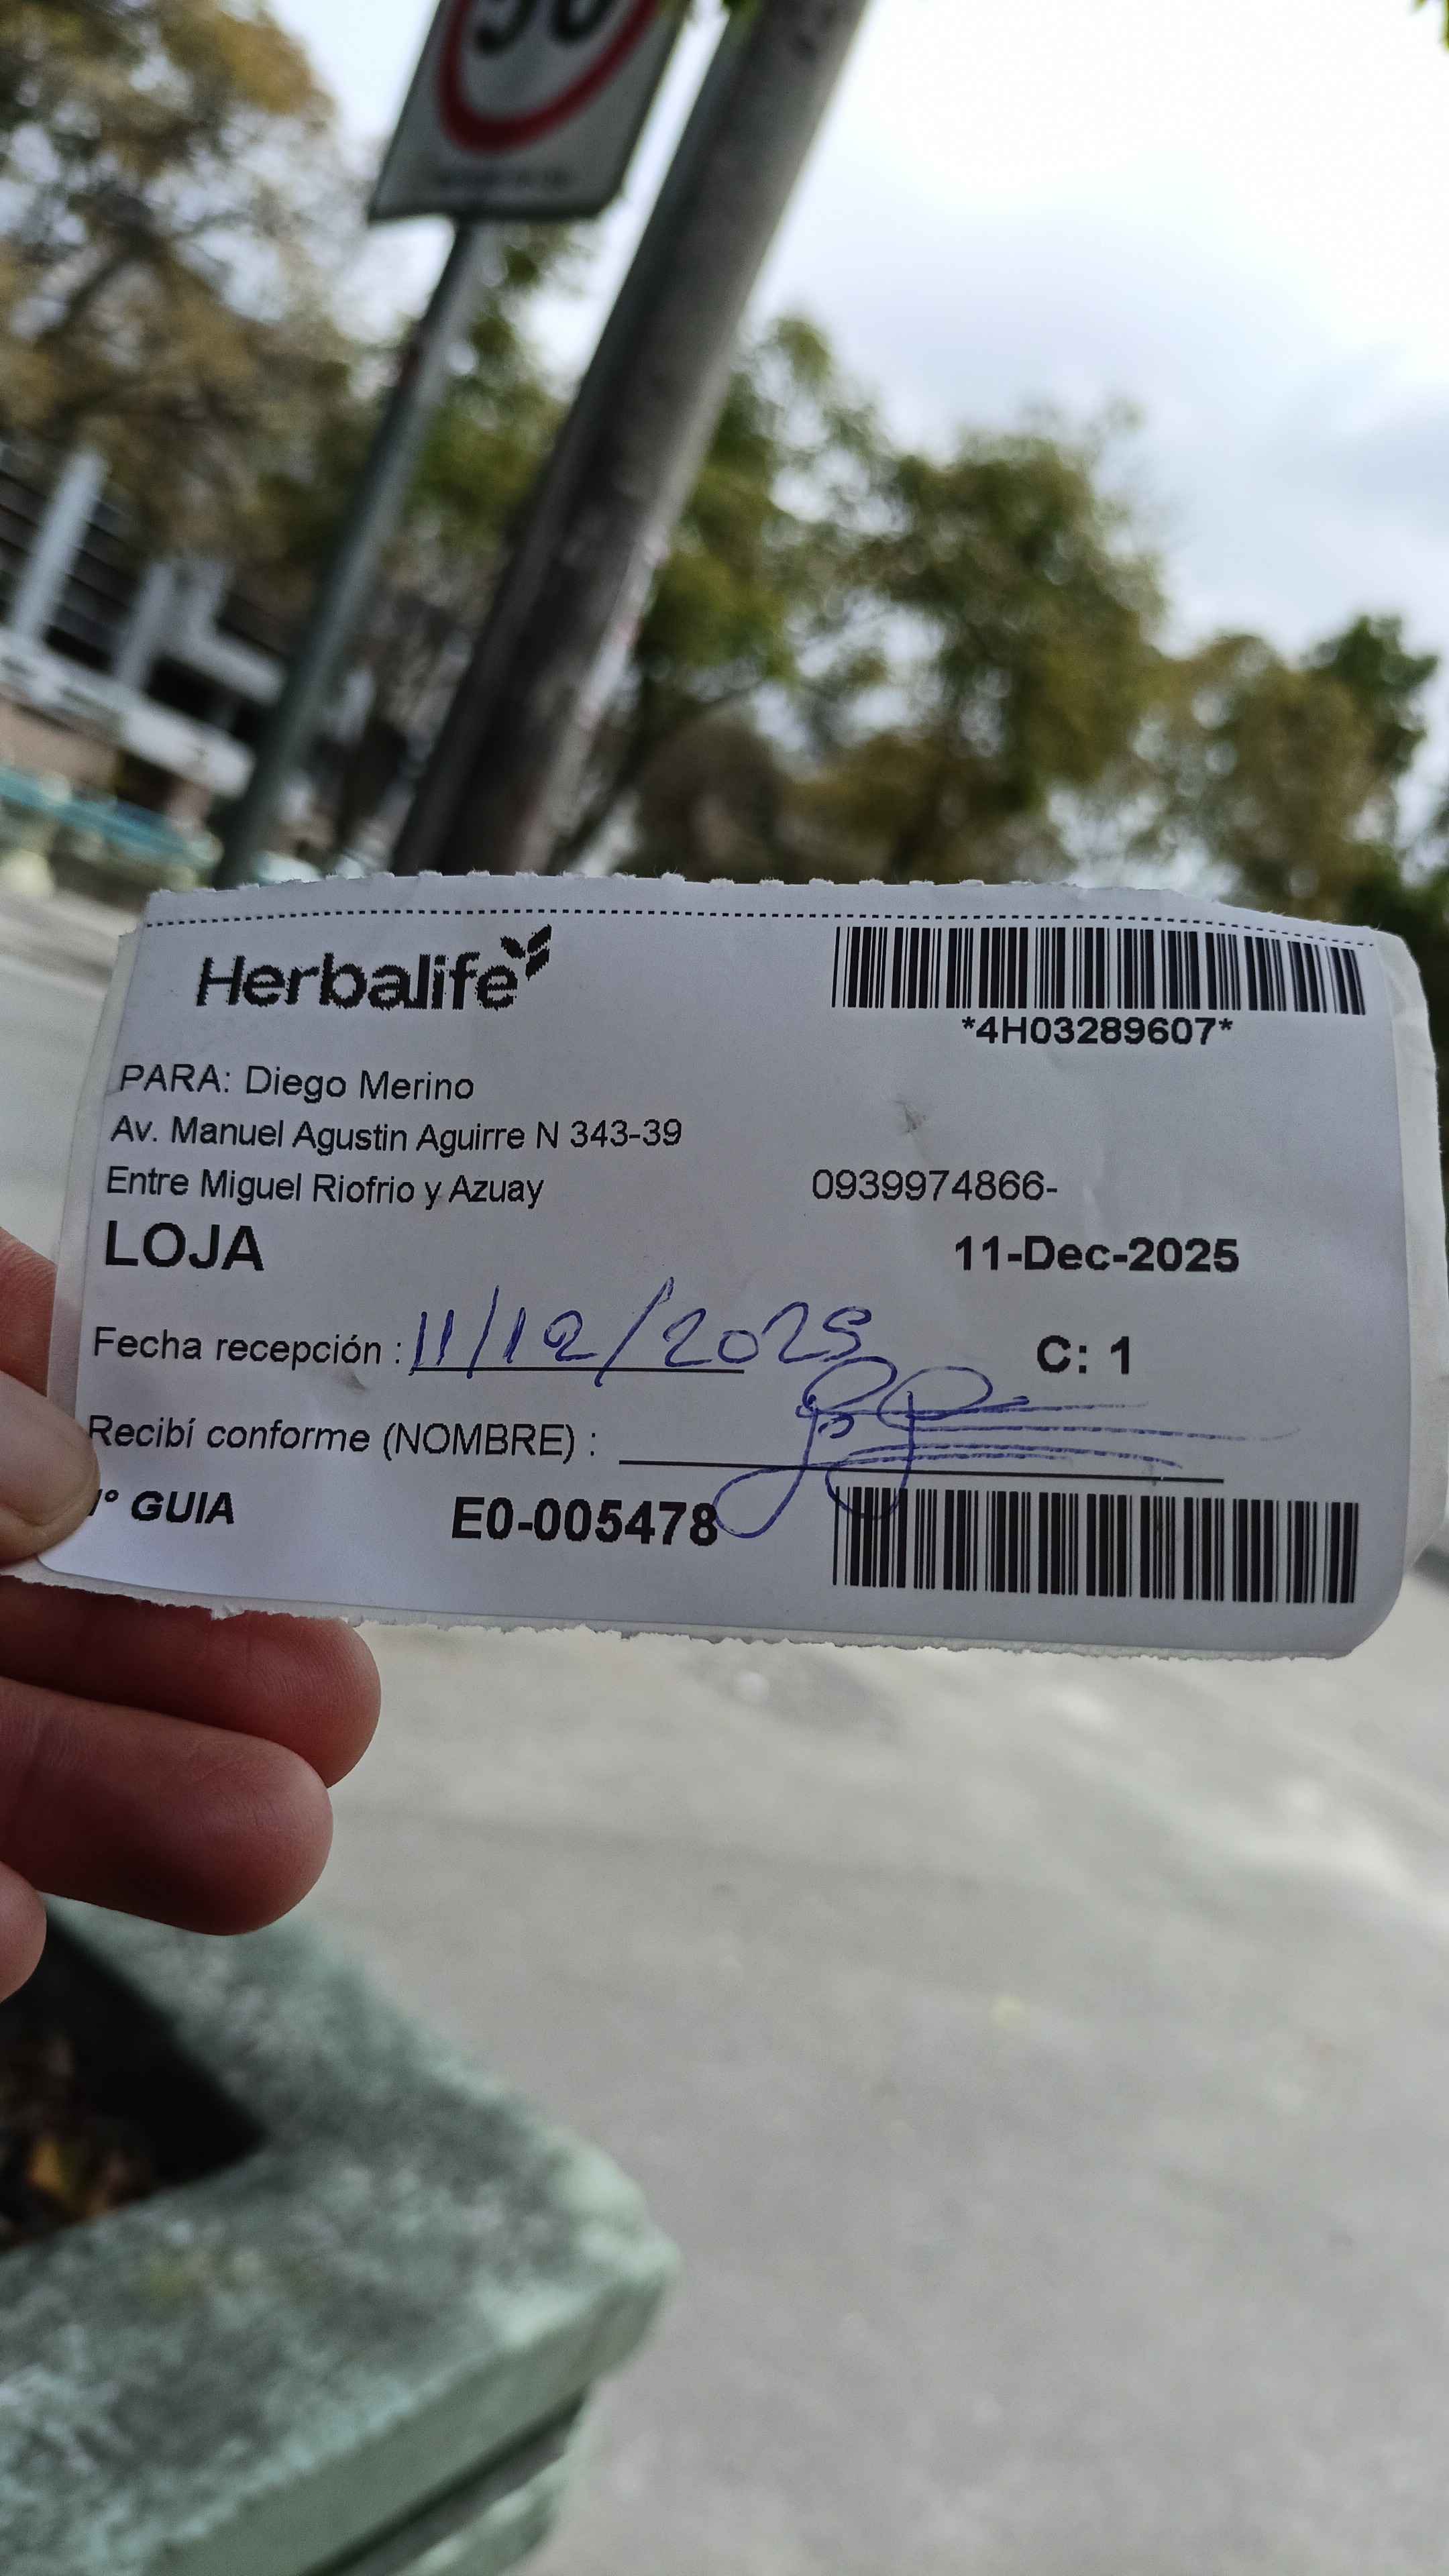 50
Herbalife
*4H03289607*
PARA: Diego Merino
Av. Manuel Agustin Aguirre N 343-39
Entre Miguel Riofrio y Azuay
0939974866-
LOJA
11-Dec-2025
Fecha recepción : 11/12/2025
C: 1
Recibí conforme (NOMBRE) :
° GUIA
E0-005478